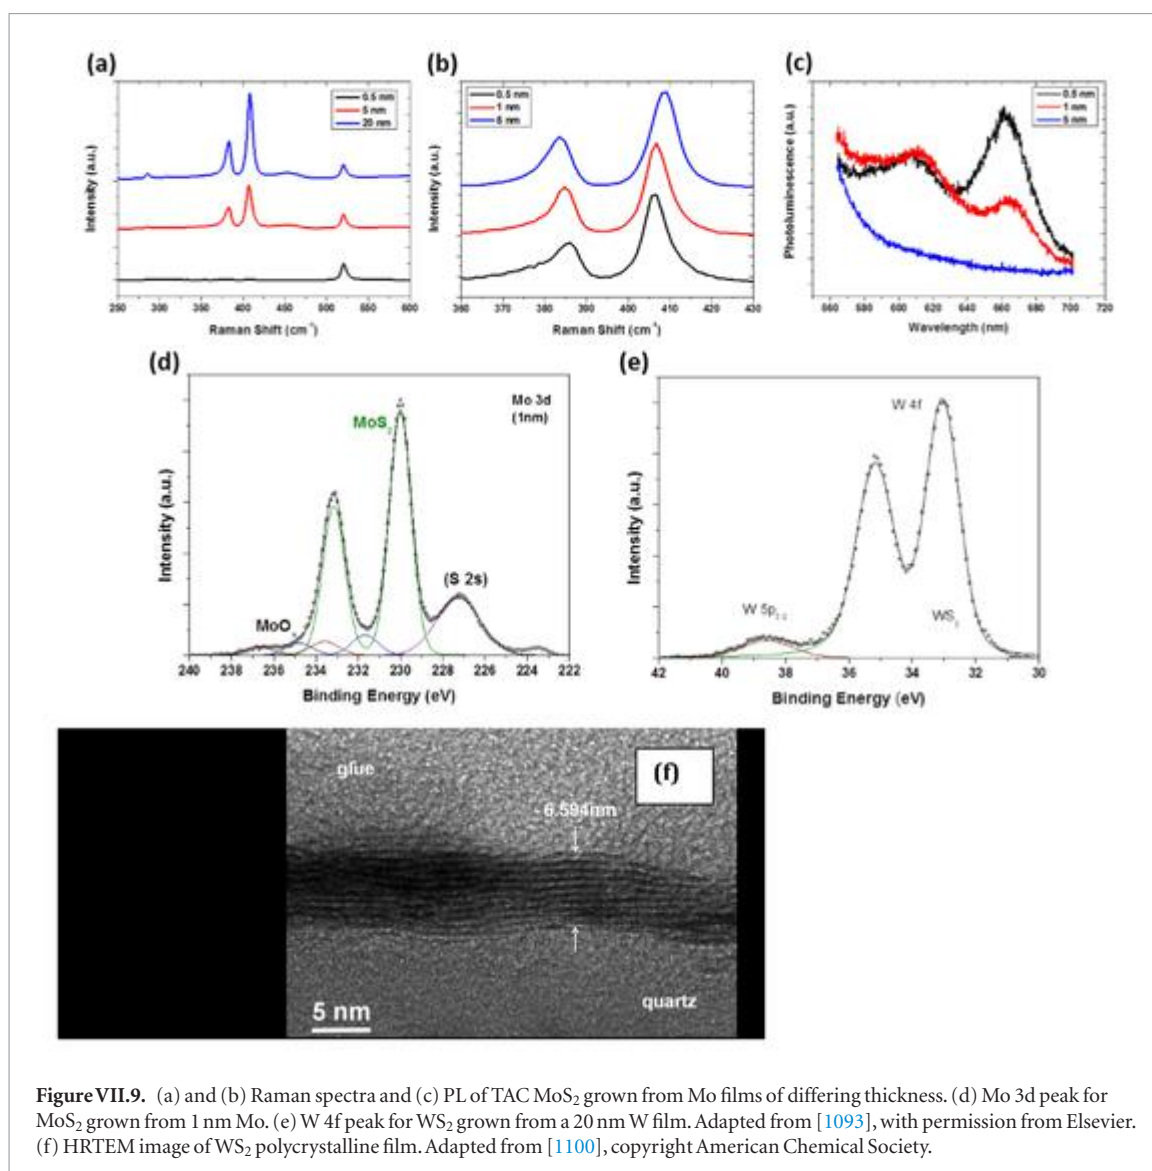 (a)
0.5 nm
5 nm
20 nm
Intensity (a.u.)
250 300 350 400 450 500 550 600
Raman Shift (cm⁻¹)
(b)
0.5 nm
1 nm
5 nm
Intensity (a.u.)
360 370 380 390 400 410 420 430
Raman Shift (cm⁻¹)
(c)
0.5 nm
1 nm
5 nm
Photoluminescence (a.u.)
560 580 600 620 640 660 680 700 720
Wavelength (nm)
(d)
Mo 3d
(1nm)
MoS₂
(S 2s)
MoO
Intensity (a.u.)
240 238 236 234 232 230 228 226 224 222
Binding Energy (eV)
(e)
W 4f
W 5p
WS
Intensity (a.u.)
42 40 35 30
Binding Energy (eV)
(f)
glue
~6.594nm
5 nm
quartz
Figure VII.9. (a) and (b) Raman spectra and (c) PL of TAC MoS₂ grown from Mo films of differing thickness. (d) Mo 3d peak for
MoS₂ grown from 1 nm Mo. (e) W 4f peak for WS₂ grown from a 20 nm W film. Adapted from [1093], with permission from Elsevier.
(f) HRTEM image of WS₂ polycrystalline film. Adapted from [1100], copyright American Chemical Society.